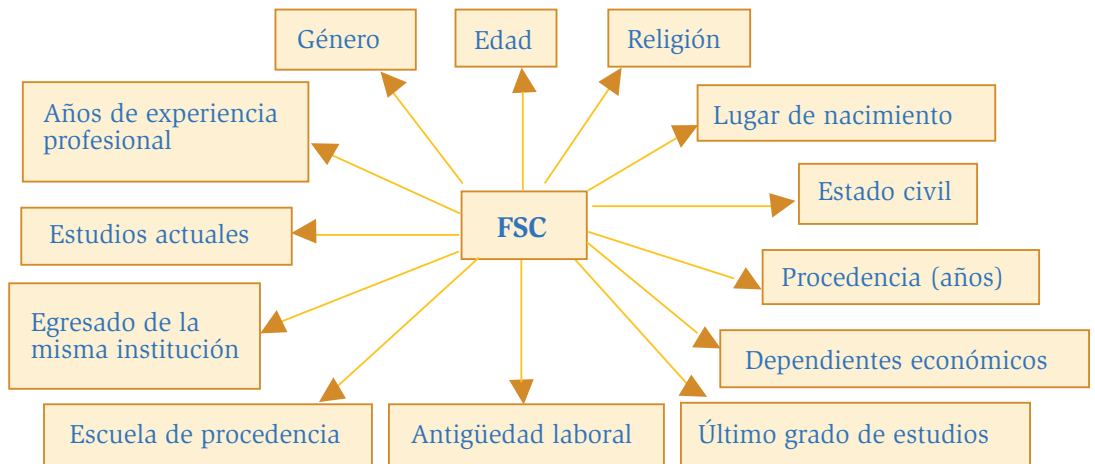 Género
Edad
Religión
Años de experiencia
profesional
Lugar de nacimiento
Estado civil
Estudios actuales
FSC
Procedencia (años)
Egresado de la
misma institución
Dependientes económicos
Escuela de procedencia
Antigüedad laboral
Último grado de estudios